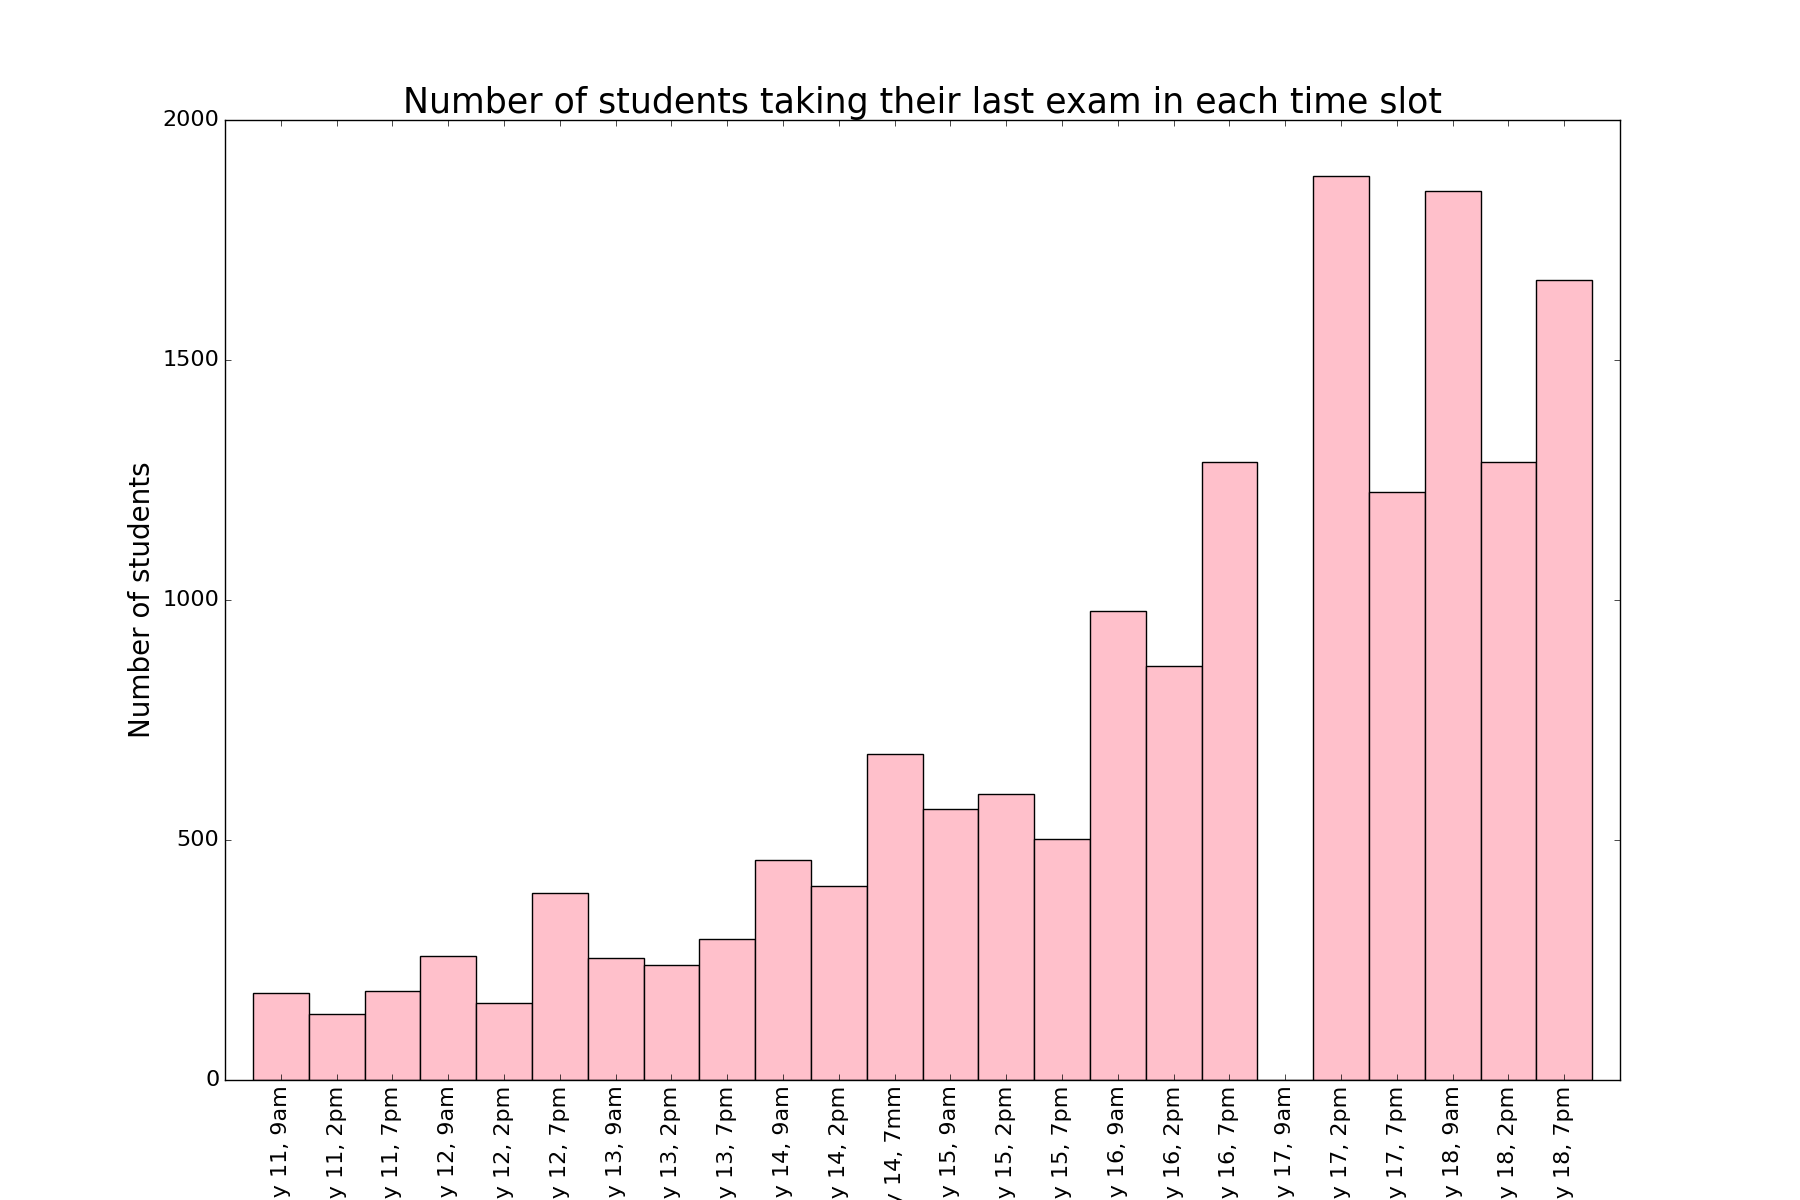 Number of students taking their last exam in each time slot
Number of students
2000
1500
1000
500
0
y 11, 9am
y 11, 2pm
y 11, 7pm
y 12, 9am
y 12, 2pm
y 12, 7pm
y 13, 9am
y 13, 2pm
y 13, 7pm
y 14, 9am
y 14, 2pm
y 14, 7mm
y 15, 9am
y 15, 2pm
y 15, 7pm
y 16, 9am
y 16, 2pm
y 16, 7pm
y 17, 9am
y 17, 2pm
y 17, 7pm
y 18, 9am
y 18, 2pm
y 18, 7pm